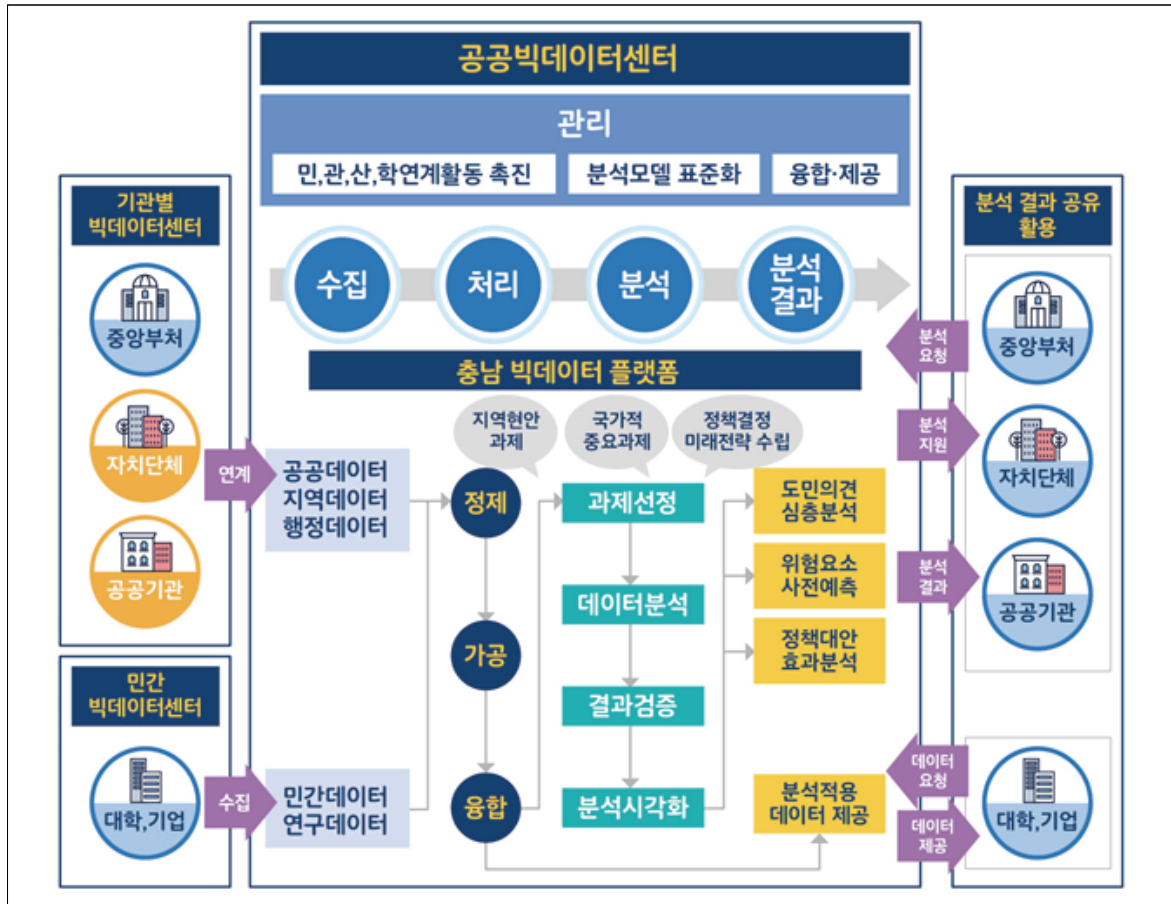 공공빅데이터센터
관리
민,관,산,학연계활동 촉진
분석모델 표준화
융합·제공
기관별
빅데이터센터
중앙부처
자치단체
공공기관
연계
민간
빅데이터센터
대학,기업
수집
수집
처리
분석
분석
결과
충남 빅데이터 플랫폼
지역현안
과제
국가적
중요과제
정책결정
미래전략 수립
공공데이터
지역데이터
행정데이터
민간데이터
연구데이터
정제
가공
융합
과제선정
데이터분석
결과검증
분석시각화
도민의견
심층분석
위험요소
사전예측
정책대안
효과분석
분석적용
데이터 제공
분석
요청
분석
지원
분석
결과
데이터
요청
데이터
제공
분석 결과 공유
활용
중앙부처
자치단체
공공기관
대학,기업